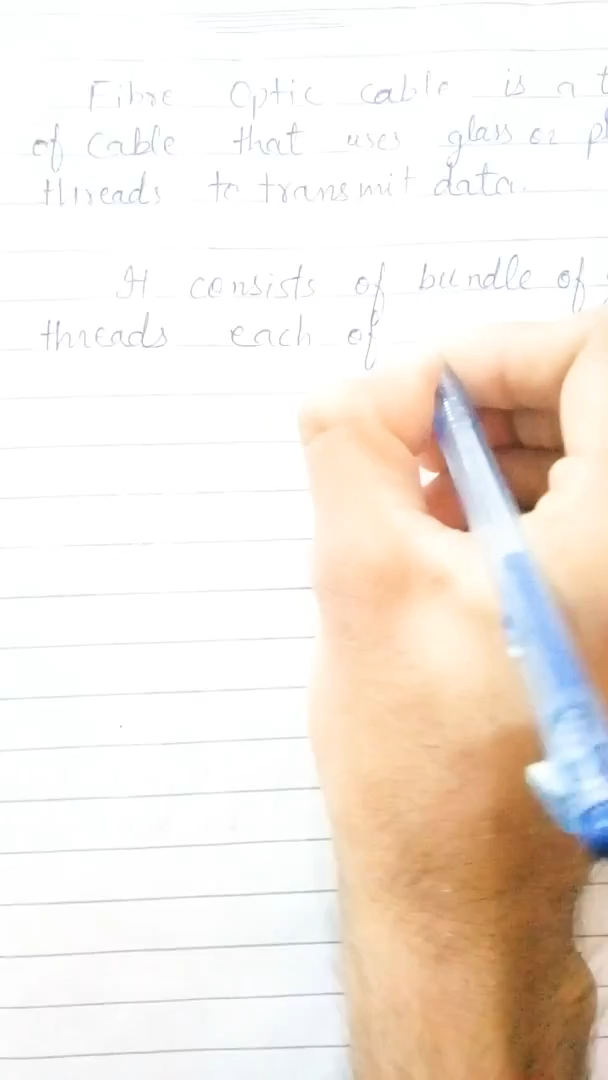 Fibre Optic cable is a
of Cable that uses glass or
threads to transmit data.
It consists of bundle of
threads each of